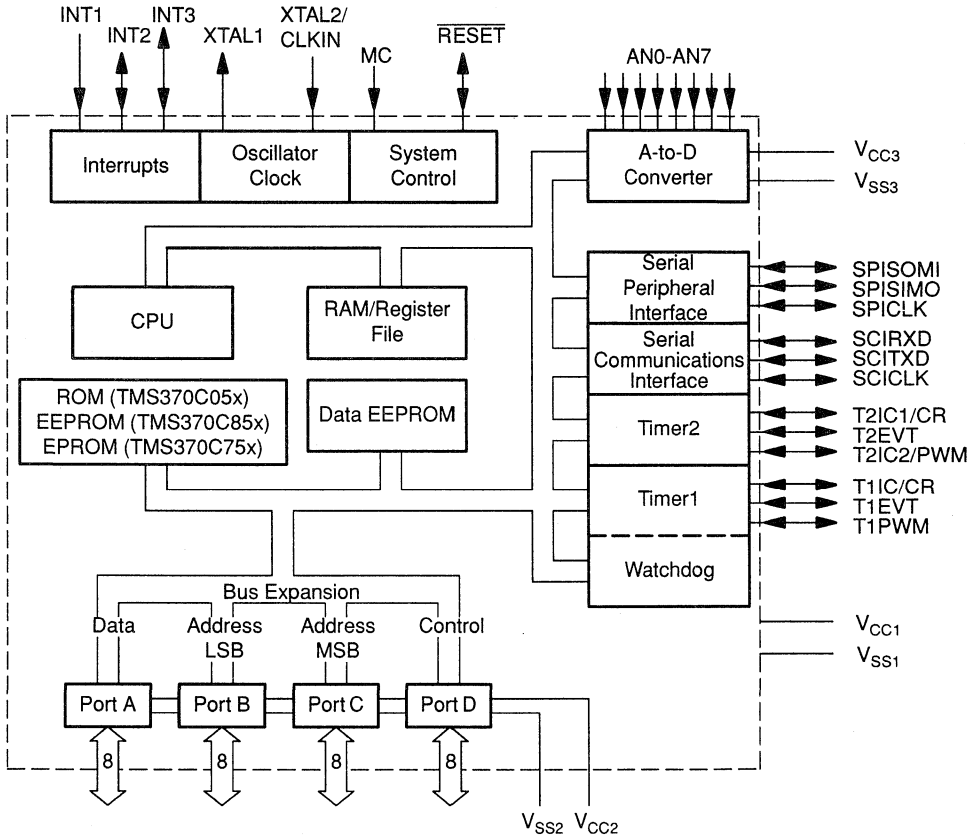 INT1
INT2
INT3
XTAL1
XTAL2/
CLKIN
MC
RESET
AN0-AN7
Interrupts
Oscillator
Clock
System
Control
A-to-D
Converter
VCC3
VSS3
CPU
RAM/Register
File
Serial
Peripheral
Interface
SPISOMI
SPISIMO
SPICLK
Serial
Communications
Interface
SCIRXD
SCITXD
SCICLK
ROM (TMS370C05x)
EEPROM (TMS370C85x)
EPROM (TMS370C75x)
Data EEPROM
Timer2
T2IC1/CR
T2EVT
T2IC2/PWM
Timer1
T1IC/CR
T1EVT
T1PWM
Watchdog
Bus Expansion
Data
Address
LSB
Address
MSB
Control
VCC1
VSS1
Port A
Port B
Port C
Port D
8
8
8
8
VSS2
VCC2